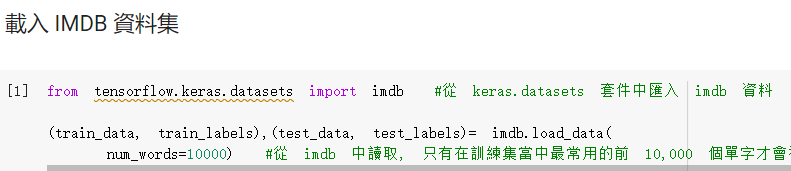 載入 IMDB 資料集
[1] from tensorflow.keras.datasets import imdb #從 keras.datasets 套件中匯入 imdb 資料
(train_data, train_labels),(test_data, test_labels)= imdb.load_data(
num_words=10000) #從 imdb 中讀取, 只有在訓練集當中最常用的前 10,000 個單字才會